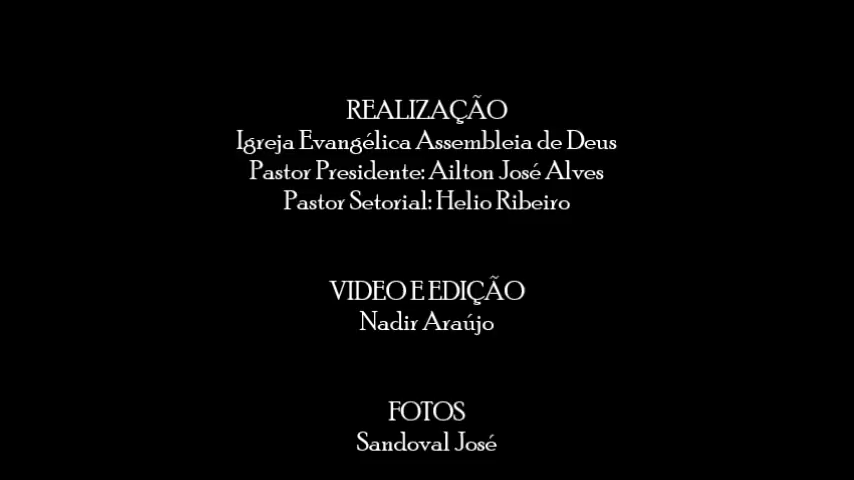 REALIZAÇÃO
Igreja Evangélica Assembleia de Deus
Pastor Presidente: Ailton José Alves
Pastor Setorial: Helio Ribeiro
VIDEO E EDIÇÃO
Nadir Araújo
FOTOS
Sandoval José